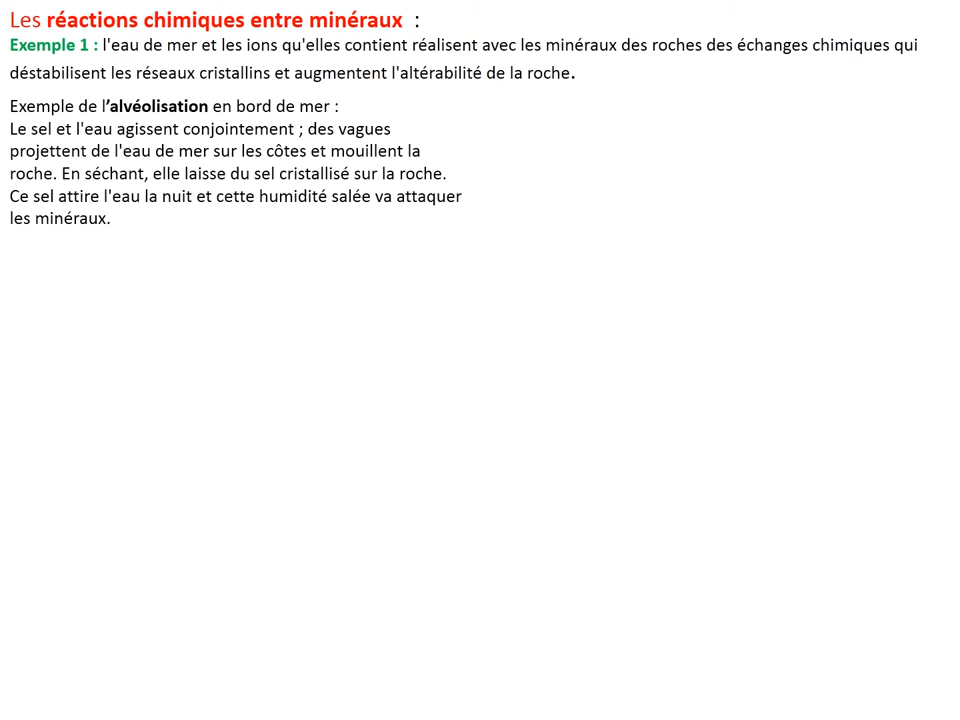 Les réactions chimiques entre minéraux :
Exemple 1 : l'eau de mer et les ions qu'elles contient réalisent avec les minéraux des roches des échanges chimiques qui
déstabilisent les réseaux cristallins et augmentent l'altérabilité de la roche.
Exemple de l’alvéolisation en bord de mer :
Le sel et l'eau agissent conjointement ; des vagues
projettent de l'eau de mer sur les côtes et mouillent la
roche. En séchant, elle laisse du sel cristallisé sur la roche.
Ce sel attire l'eau la nuit et cette humidité salée va attaquer
les minéraux.